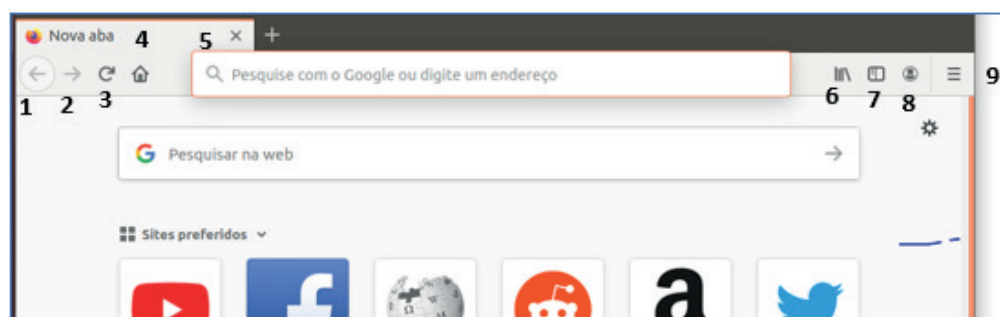 Nova aba 4 5
Pesquise com o Google ou digite um endereço
9
1 2 3 6 7 8
G Pesquisar na web
Sites preferidos
f
Ω
a